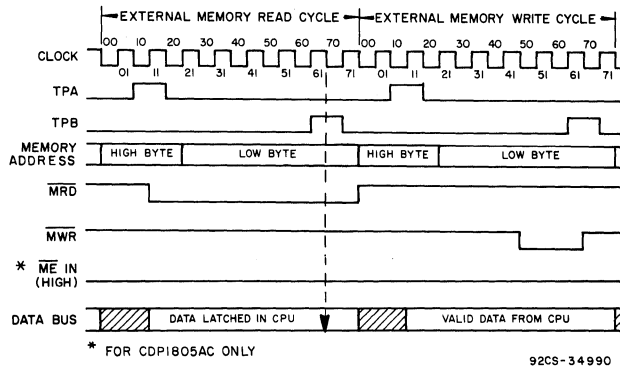 EXTERNAL MEMORY READ CYCLE EXTERNAL MEMORY WRITE CYCLE
00 10 20 30 40 50 60 70 00 10 20 30 40 50 60 70
CLOCK
01 11 21 31 41 51 61 71 01 11 21 31 41 51 61 71
TPA
TPB
MEMORY ADDRESS HIGH BYTE LOW BYTE HIGH BYTE LOW BYTE
MRD
MWR
* ME IN
(HIGH)
DATA BUS DATA LATCHED IN CPU VALID DATA FROM CPU
* FOR CDP1805AC ONLY
92CS-34990